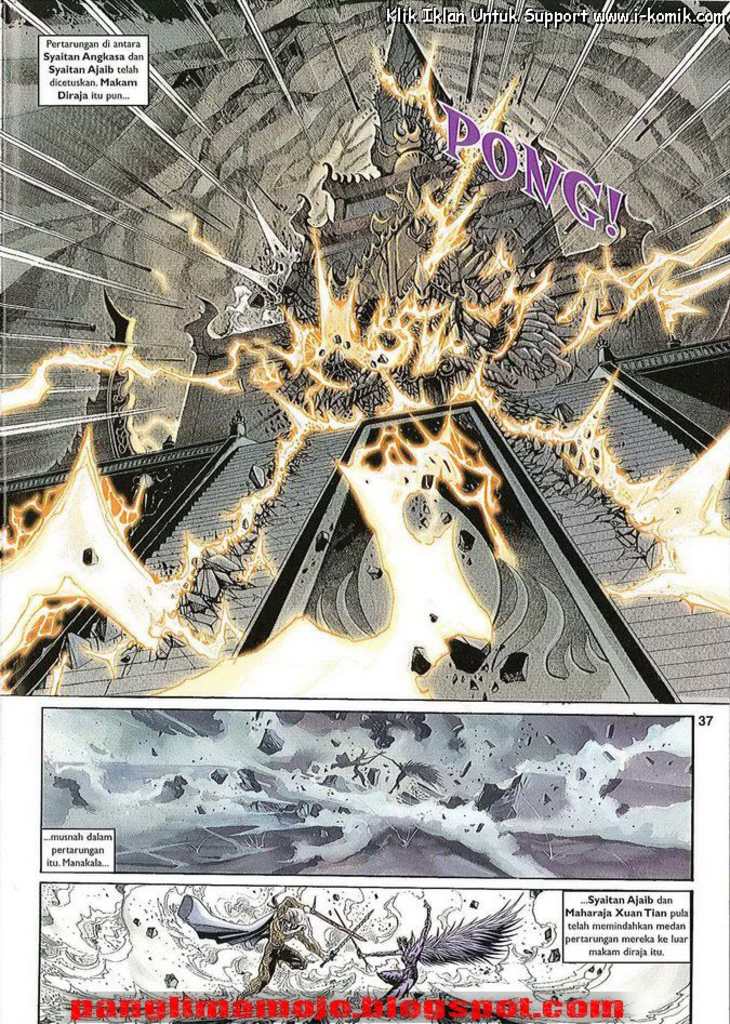 Klik Iklan Untuk Support www.i-komik.com
Pertarungan di antara
Syaitan Angkasa dan
Syaitan Ajaib telah
dicetuskan. Makam
Diraja itu pun...
PONG!
37
...musnah dalam
pertarungan
itu. Manakala...
...Syaitan Ajaib dan
Maharaja Xuan Tian pula
telah memindahkan medan
pertarungan mereka ke luar
makam diraja itu.
panglimamojo.blogspot.com